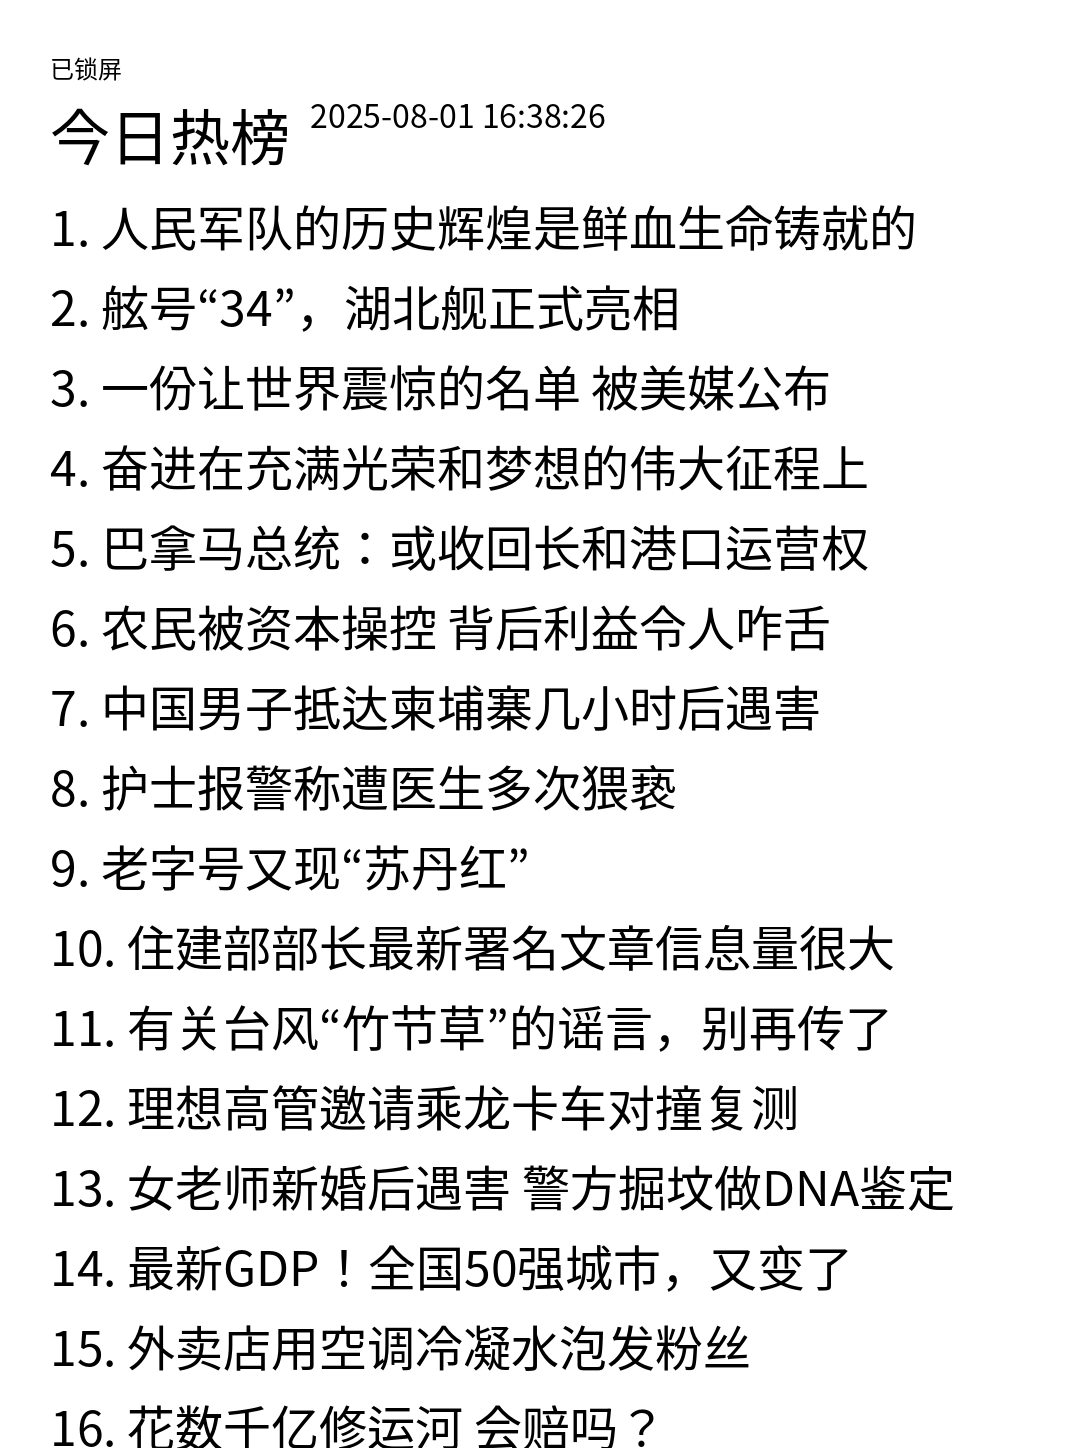 已锁屏
今日热榜 2025-08-01 16:38:26
1. 人民军队的历史辉煌是鲜血生命铸就的
2. 舷号“34”，湖北舰正式亮相
3. 一份让世界震惊的名单 被美媒公布
4. 奋进在充满光荣和梦想的伟大征程上
5. 巴拿马总统：或收回长和港口运营权
6. 农民被资本操控 背后利益令人咋舌
7. 中国男子抵达柬埔寨几小时后遇害
8. 护士报警称遭医生多次猥亵
9. 老字号又现“苏丹红”
10. 住建部部长最新署名文章信息量很大
11. 有关台风“竹节草”的谣言，别再传了
12. 理想高管邀请乘龙卡车对撞复测
13. 女老师新婚后遇害 警方掘坟做DNA鉴定
14. 最新GDP！全国50强城市，又变了
15. 外卖店用空调冷凝水泡发粉丝
16. 花数千亿修运河 会赔吗？